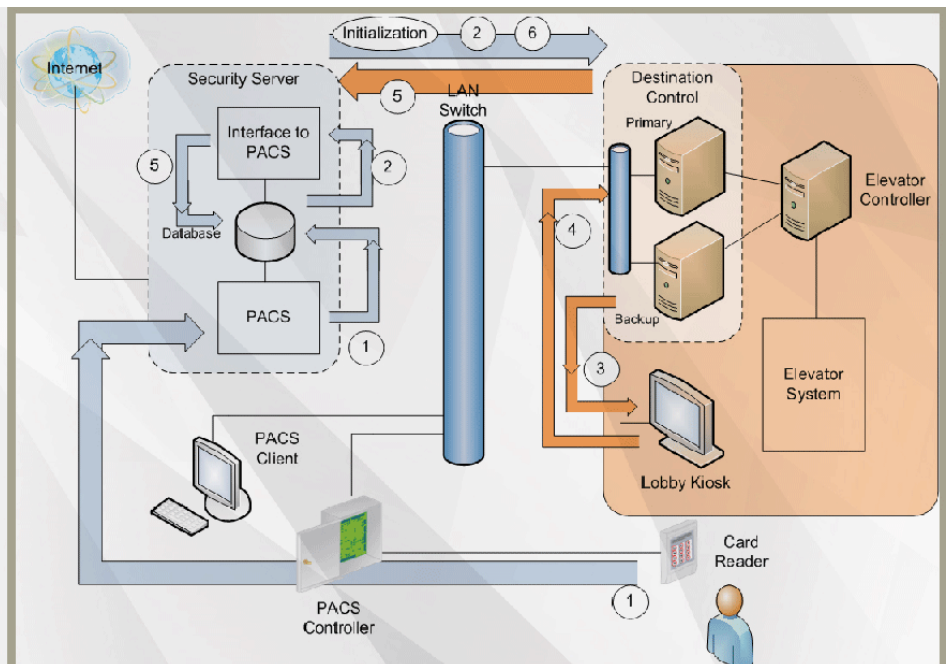 Initialization
2
6
Internet
Security Server
5
LAN
Switch
Destination
Control
Primary
Interface to
PACS
5
2
Database
Elevator
Controller
4
PACS
1
Backup
3
Elevator
System
PACS
Client
Lobby Kiosk
Card
Reader
1
PACS
Controller